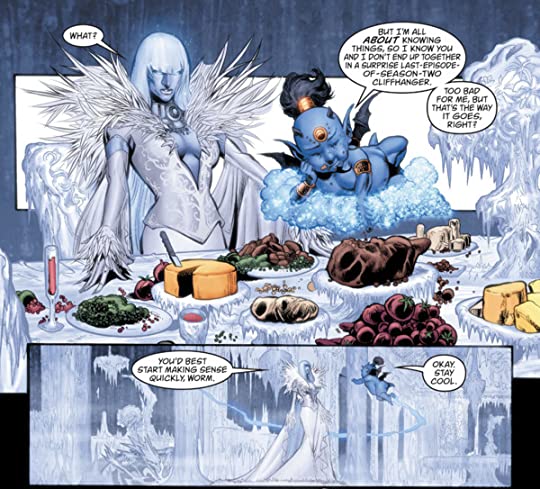 WHAT?
BUT I'M ALL
ABOUT KNOWING
THINGS, SO I KNOW YOU
AND I DON'T END UP TOGETHER
IN A SURPRISE LAST-EPISODE-
OF-SEASON-TWO
CLIFFHANGER.
TOO BAD
FOR ME, BUT
THAT'S THE WAY
IT GOES,
RIGHT?
YOU'D BEST
START MAKING SENSE
QUICKLY, WORM.
OKAY.
STAY
COOL.